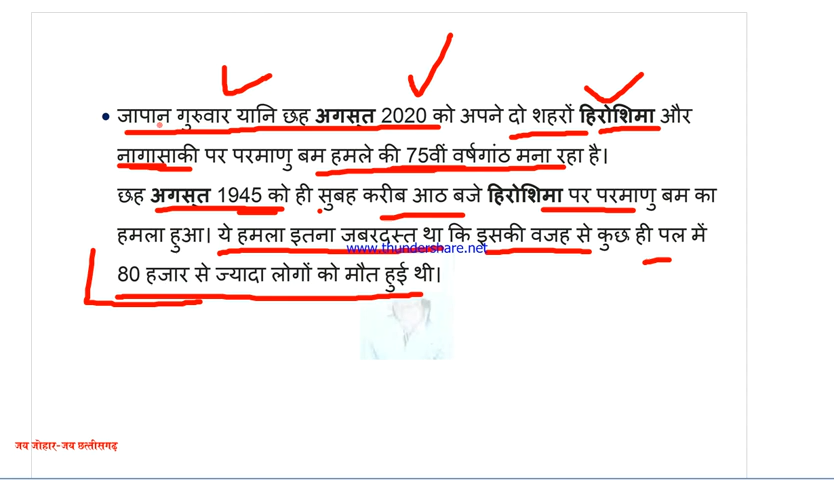 • जापान गुरुवार यानि छह अगस्त 2020 को अपने दो शहरों हिरोशिमा और
नागासाकी पर परमाणु बम हमले की 75वीं वर्षगांठ मना रहा है।
छह अगस्त 1945 को ही सुबह करीब आठ बजे हिरोशिमा पर परमाणु बम का
हमला हुआ। ये हमला इतना जबरदस्त था कि इसकी वजह से कुछ ही पल में
www.thundershare.net
80 हजार से ज्यादा लोगों को मौत हुई थी।
जय जोहार-जय छत्तीसगढ़